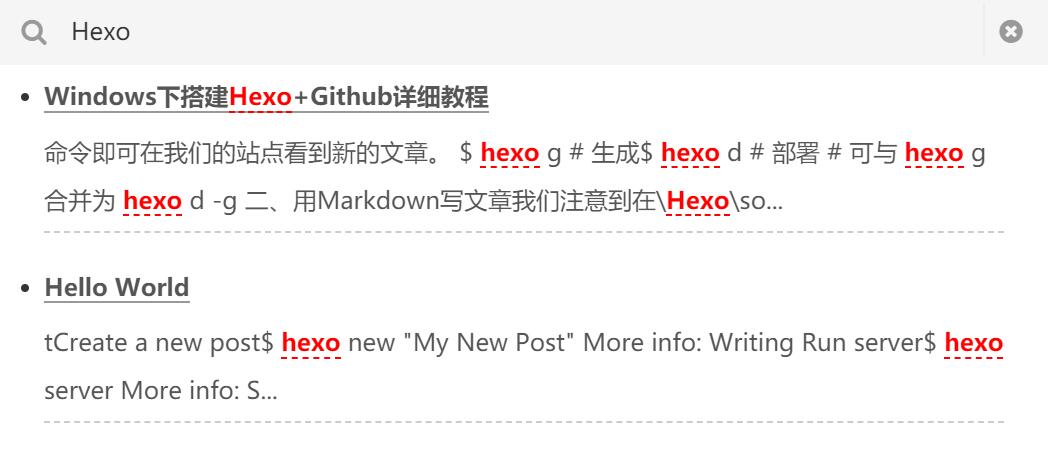 Hexo
Windows下搭建Hexo+Github详细教程
命令即可在我们的站点看到新的文章。 $ hexo g # 生成$ hexo d # 部署 # 可与 hexo g
合并为 hexo d -g 二、用Markdown写文章我们注意到在\Hexo\so...
Hello World
tCreate a new post$ hexo new "My New Post" More info: Writing Run server$ hexo
server More info: S...